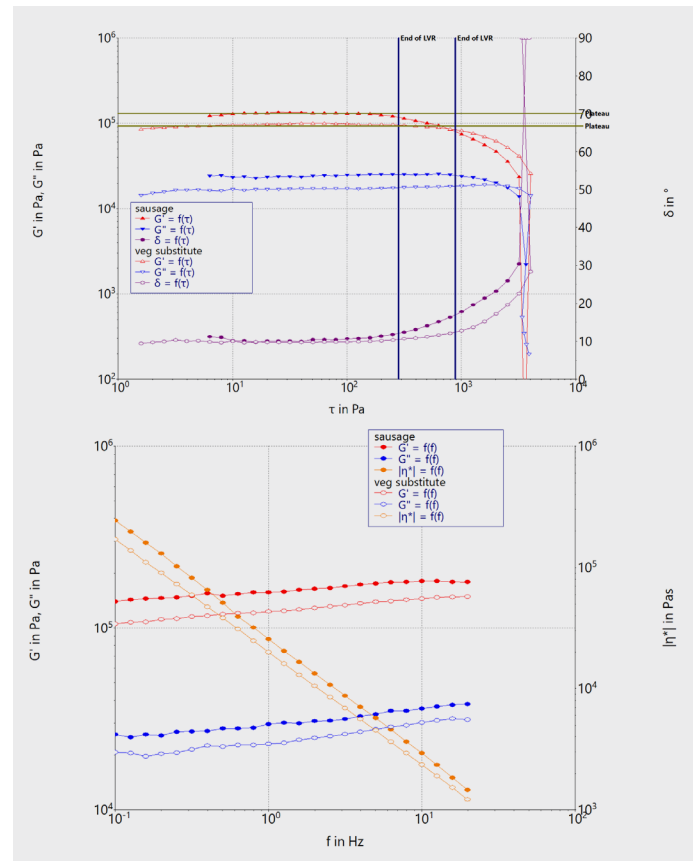 10⁶
10⁵
10⁴
10³
10²
G' in Pa, G'' in Pa
End of LVR
End of LVR
Plateau
Plateau
90
80
70
60
50
40
30
20
10
0
δ in °
sausage
G' = f(τ)
G'' = f(τ)
δ = f(τ)
veg substitute
G' = f(τ)
G'' = f(τ)
δ = f(τ)
10⁰
10¹
10²
10³
10⁴
τ in Pa
10⁶
10⁵
10⁴
G' in Pa, G'' in Pa
sausage
G' = f(f)
G'' = f(f)
|η*| = f(f)
veg substitute
G' = f(f)
G'' = f(f)
|η*| = f(f)
10⁶
10⁵
10⁴
10³
|η*| in Pas
10⁻¹
10⁰
10¹
10²
f in Hz